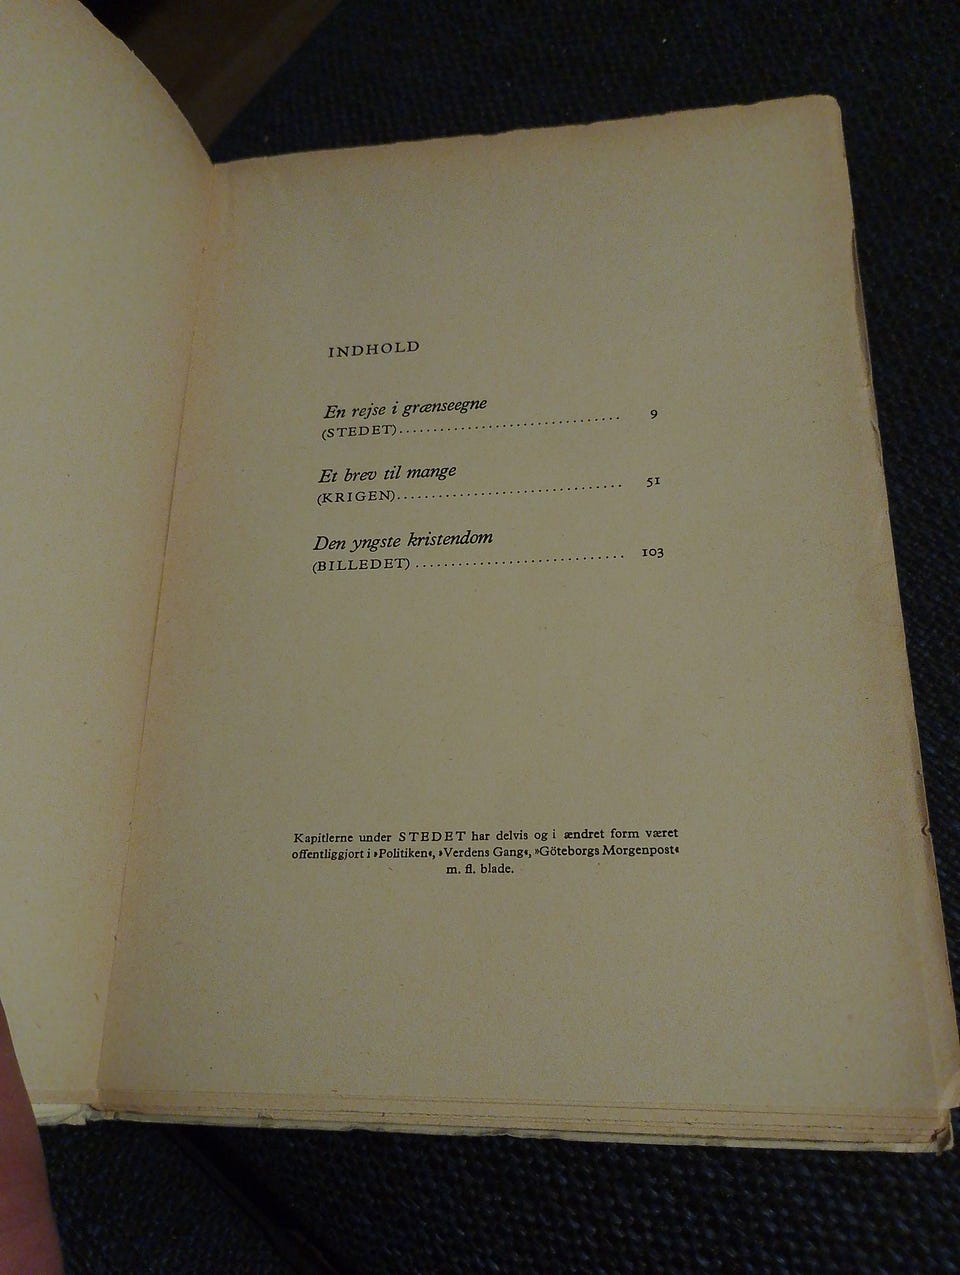 INDHOLD
En rejse i grænseegne
(STEDET)........................................ 9
Et brev til mange
(KRIGEN)........................................ 51
Den yngste kristendom
(BILLEDET) ...................................... 103
Kapitlerne under STEDET har delvis og i ændret form været
offentliggjort i »Politiken«, »Verdens Gang«, »Göteborgs Morgenpost«
m. fl. blade.